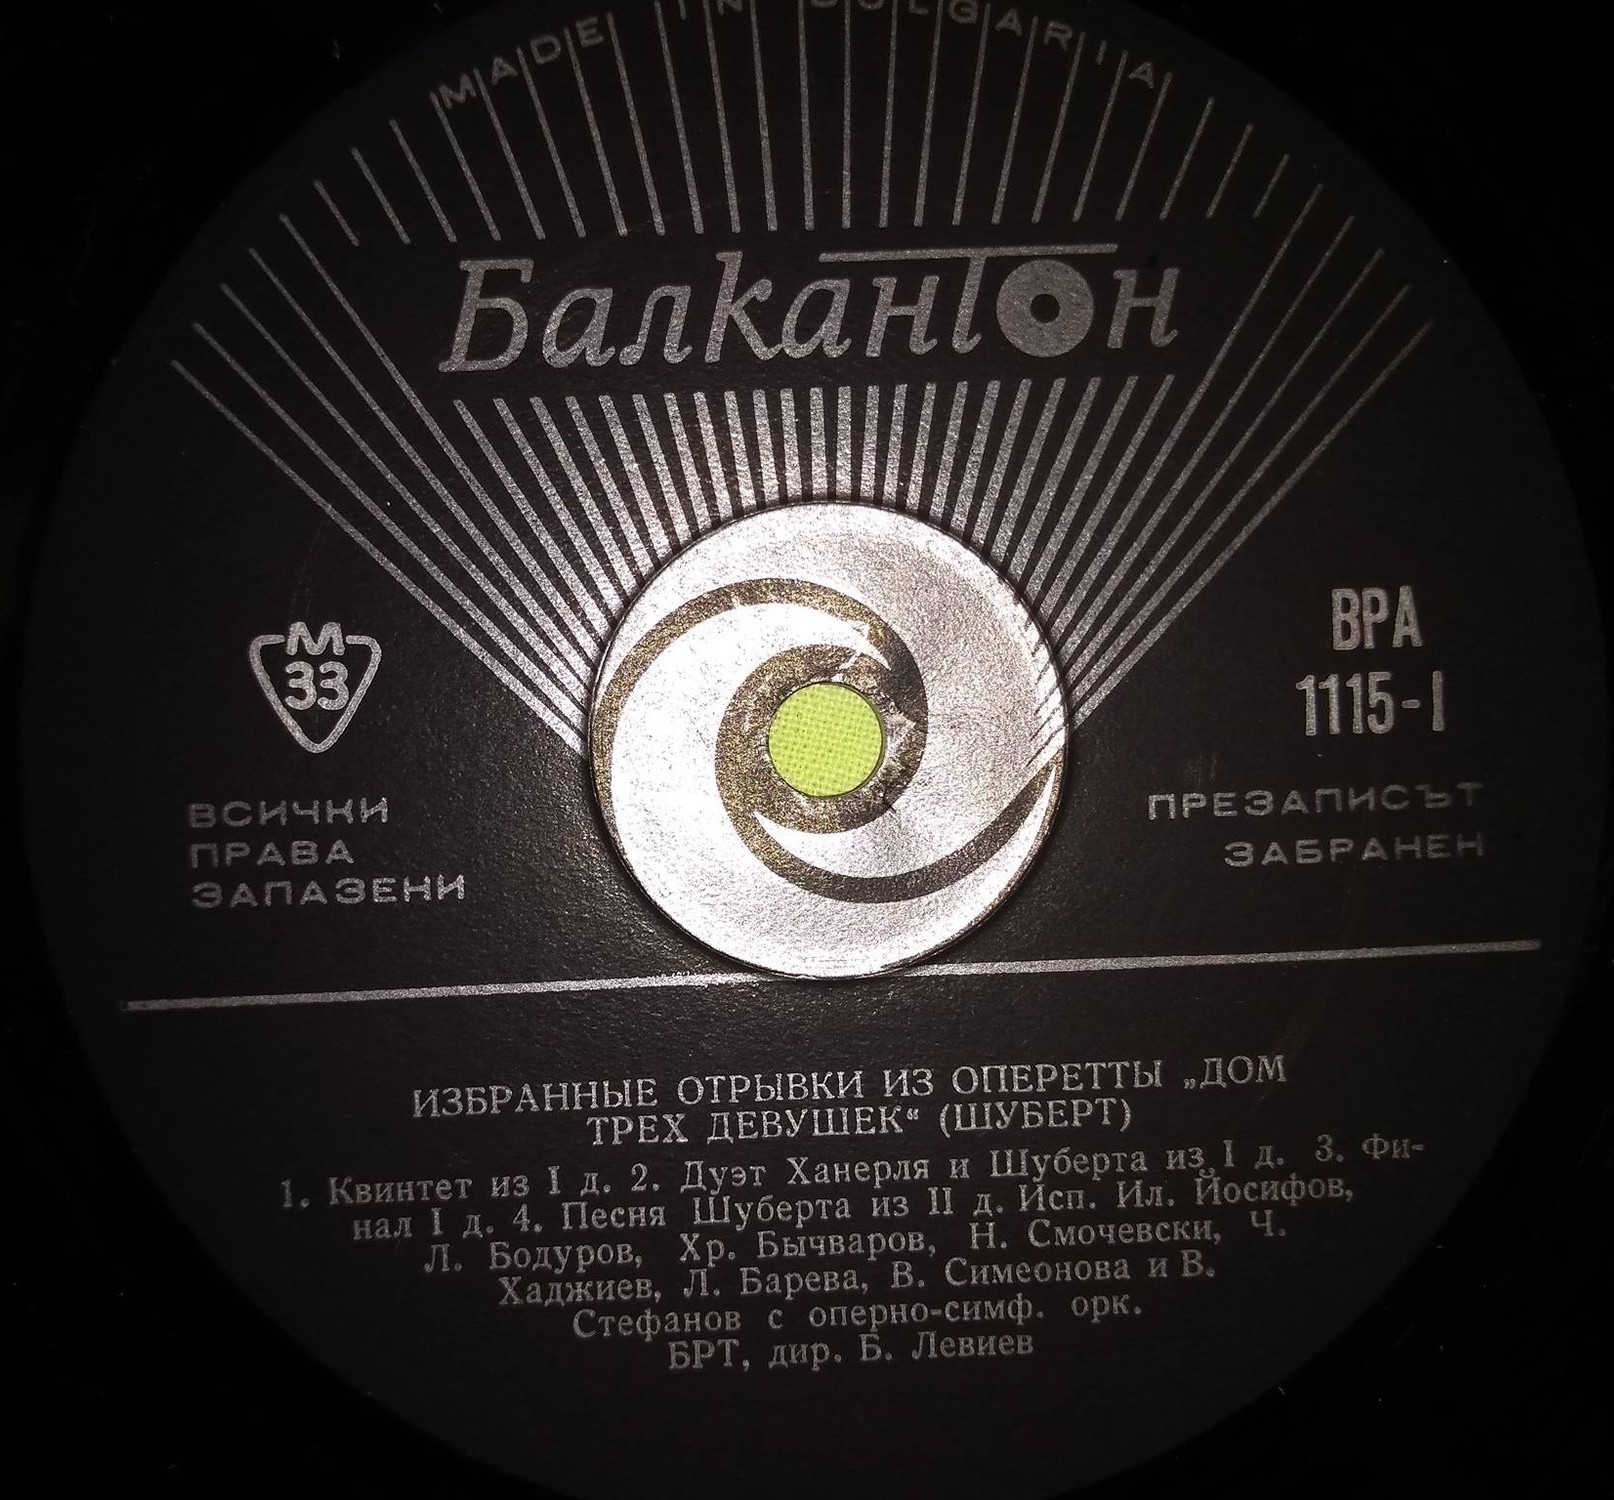 MADE IN BULGARIA
Балкантон
М
33
ВРА
1115-I
ВСИЧКИ
ПРАВА
ЗАПАЗЕНИ
ПРЕЗАПИСЪТ
ЗАБРАНЕН
ИЗБРАННЫЕ ОТРЫВКИ ИЗ ОПЕРЕТТЫ „ДОМ
ТРЕХ ДЕВУШЕК“ (ШУБЕРТ)
1. Квинтет из I д. 2. Дуэт Ханерля и Шуберта из I д. 3. Фи-
нал I д. 4. Песня Шуберта из II д. Исп. Ил. Йосифов,
Л. Бодуров, Хр. Бычваров, Н. Смочевски, Ч.
Хаджиев, Л. Барева, В. Симеонова и В.
Стефанов с оперно-симф. орк.
БРТ, дир. Б. Левиев